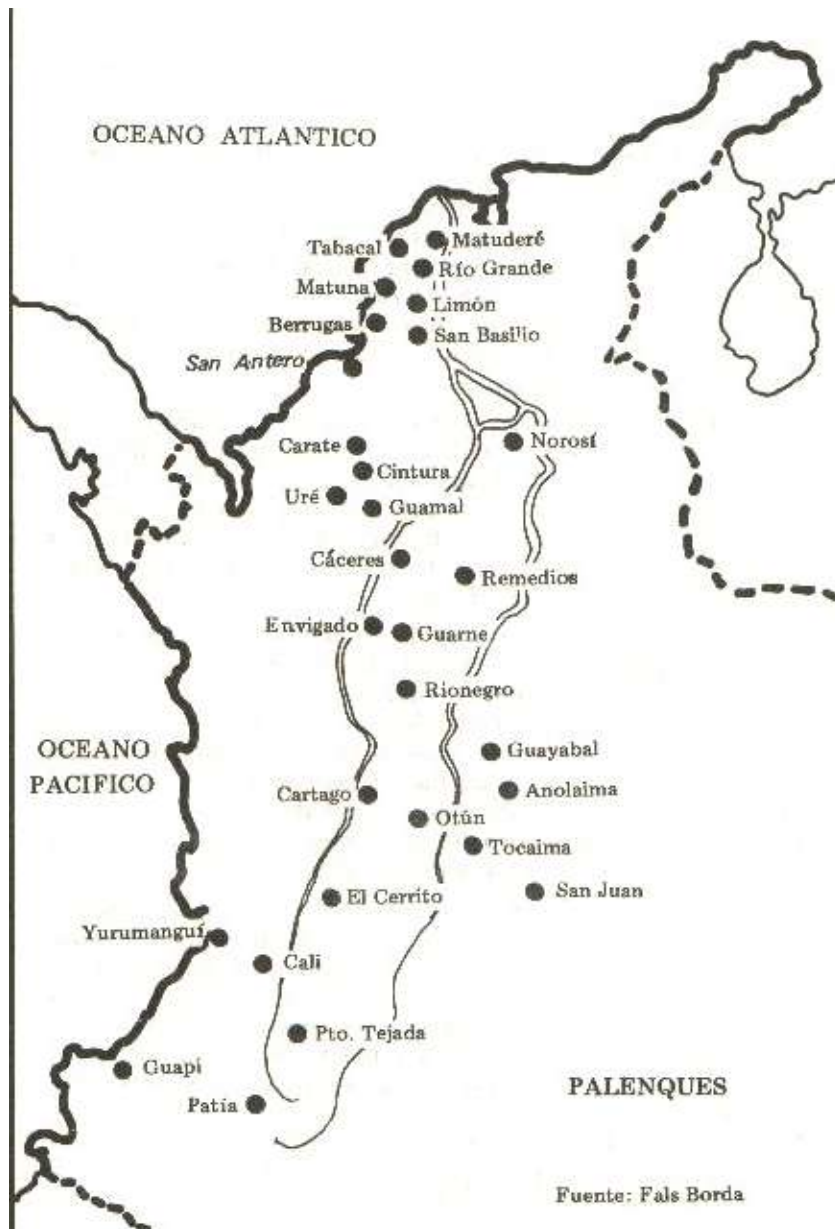 OCEANO ATLANTICO
Tabacal
Matuderé
Río Grande
Matuna
Limón
Berrugas
San Basilio
San Antero
Carate
Norosí
Cintura
Uré
Guamal
Cáceres
Remedios
Envigado
Guarne
Rionegro
OCEANO
PACIFICO
Guayabal
Cartago
Anolaima
Otún
Tocaima
El Cerrito
San Juan
Yurumanguí
Cali
Pto. Tejada
Guapi
Patía
PALENQUES
Fuente: Fals Borda